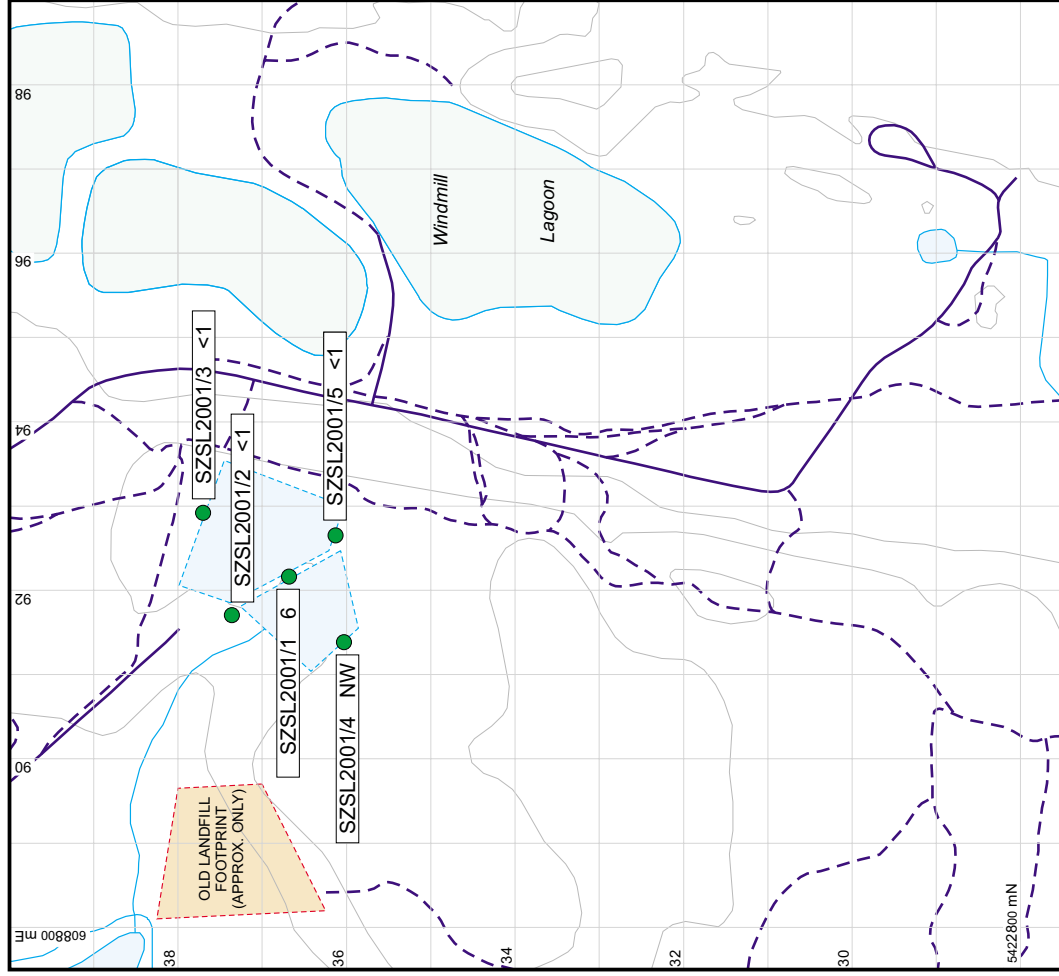 98
96
94
92
90
608800 mE
38
36
34
32
30
5422800 mN
Windmill
Lagoon
SZSL2001/3 <1
SZSL2001/2 <1
SZSL2001/5 <1
SZSL2001/1 6
SZSL2001/4 NW
OLD LANDFILL
FOOTPRINT
(APPROX. ONLY)